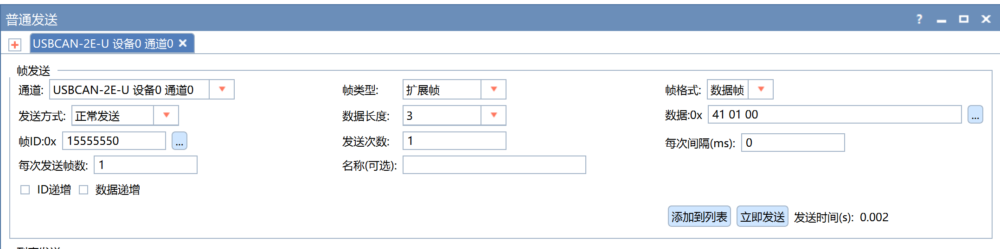 普通发送
USBCAN-2E-U 设备0 通道0
帧发送
通道: USBCAN-2E-U 设备0 通道0 帧类型: 扩展帧 帧格式: 数据帧
发送方式: 正常发送 数据长度: 3 数据:0x 41 01 00 ...
帧ID:0x 15555550 ... 发送次数: 1 每次间隔(ms): 0
每次发送帧数: 1 名称(可选):
ID递增 数据递增
添加到列表 立即发送 发送时间(s): 0.002